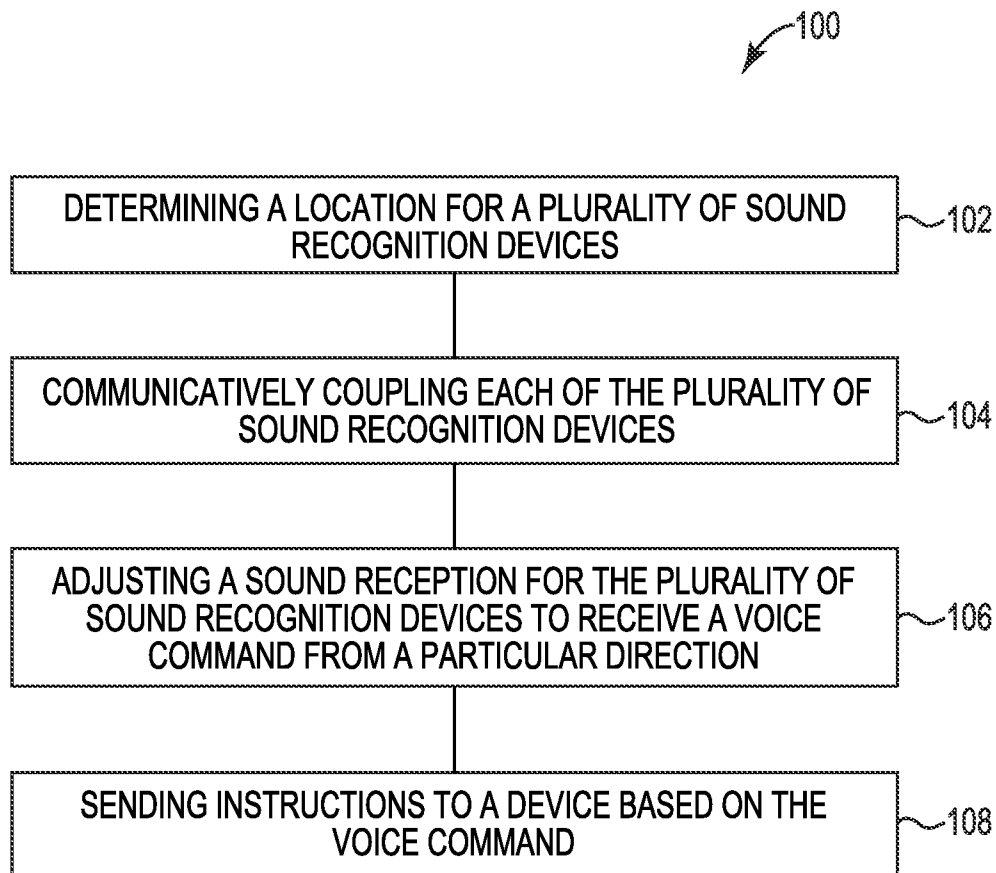 100
DETERMINING A LOCATION FOR A PLURALITY OF SOUND
RECOGNITION DEVICES
102
COMMUNICATIVELY COUPLING EACH OF THE PLURALITY OF
SOUND RECOGNITION DEVICES
104
ADJUSTING A SOUND RECEPTION FOR THE PLURALITY OF
SOUND RECOGNITION DEVICES TO RECEIVE A VOICE
COMMAND FROM A PARTICULAR DIRECTION
106
SENDING INSTRUCTIONS TO A DEVICE BASED ON THE
VOICE COMMAND
108